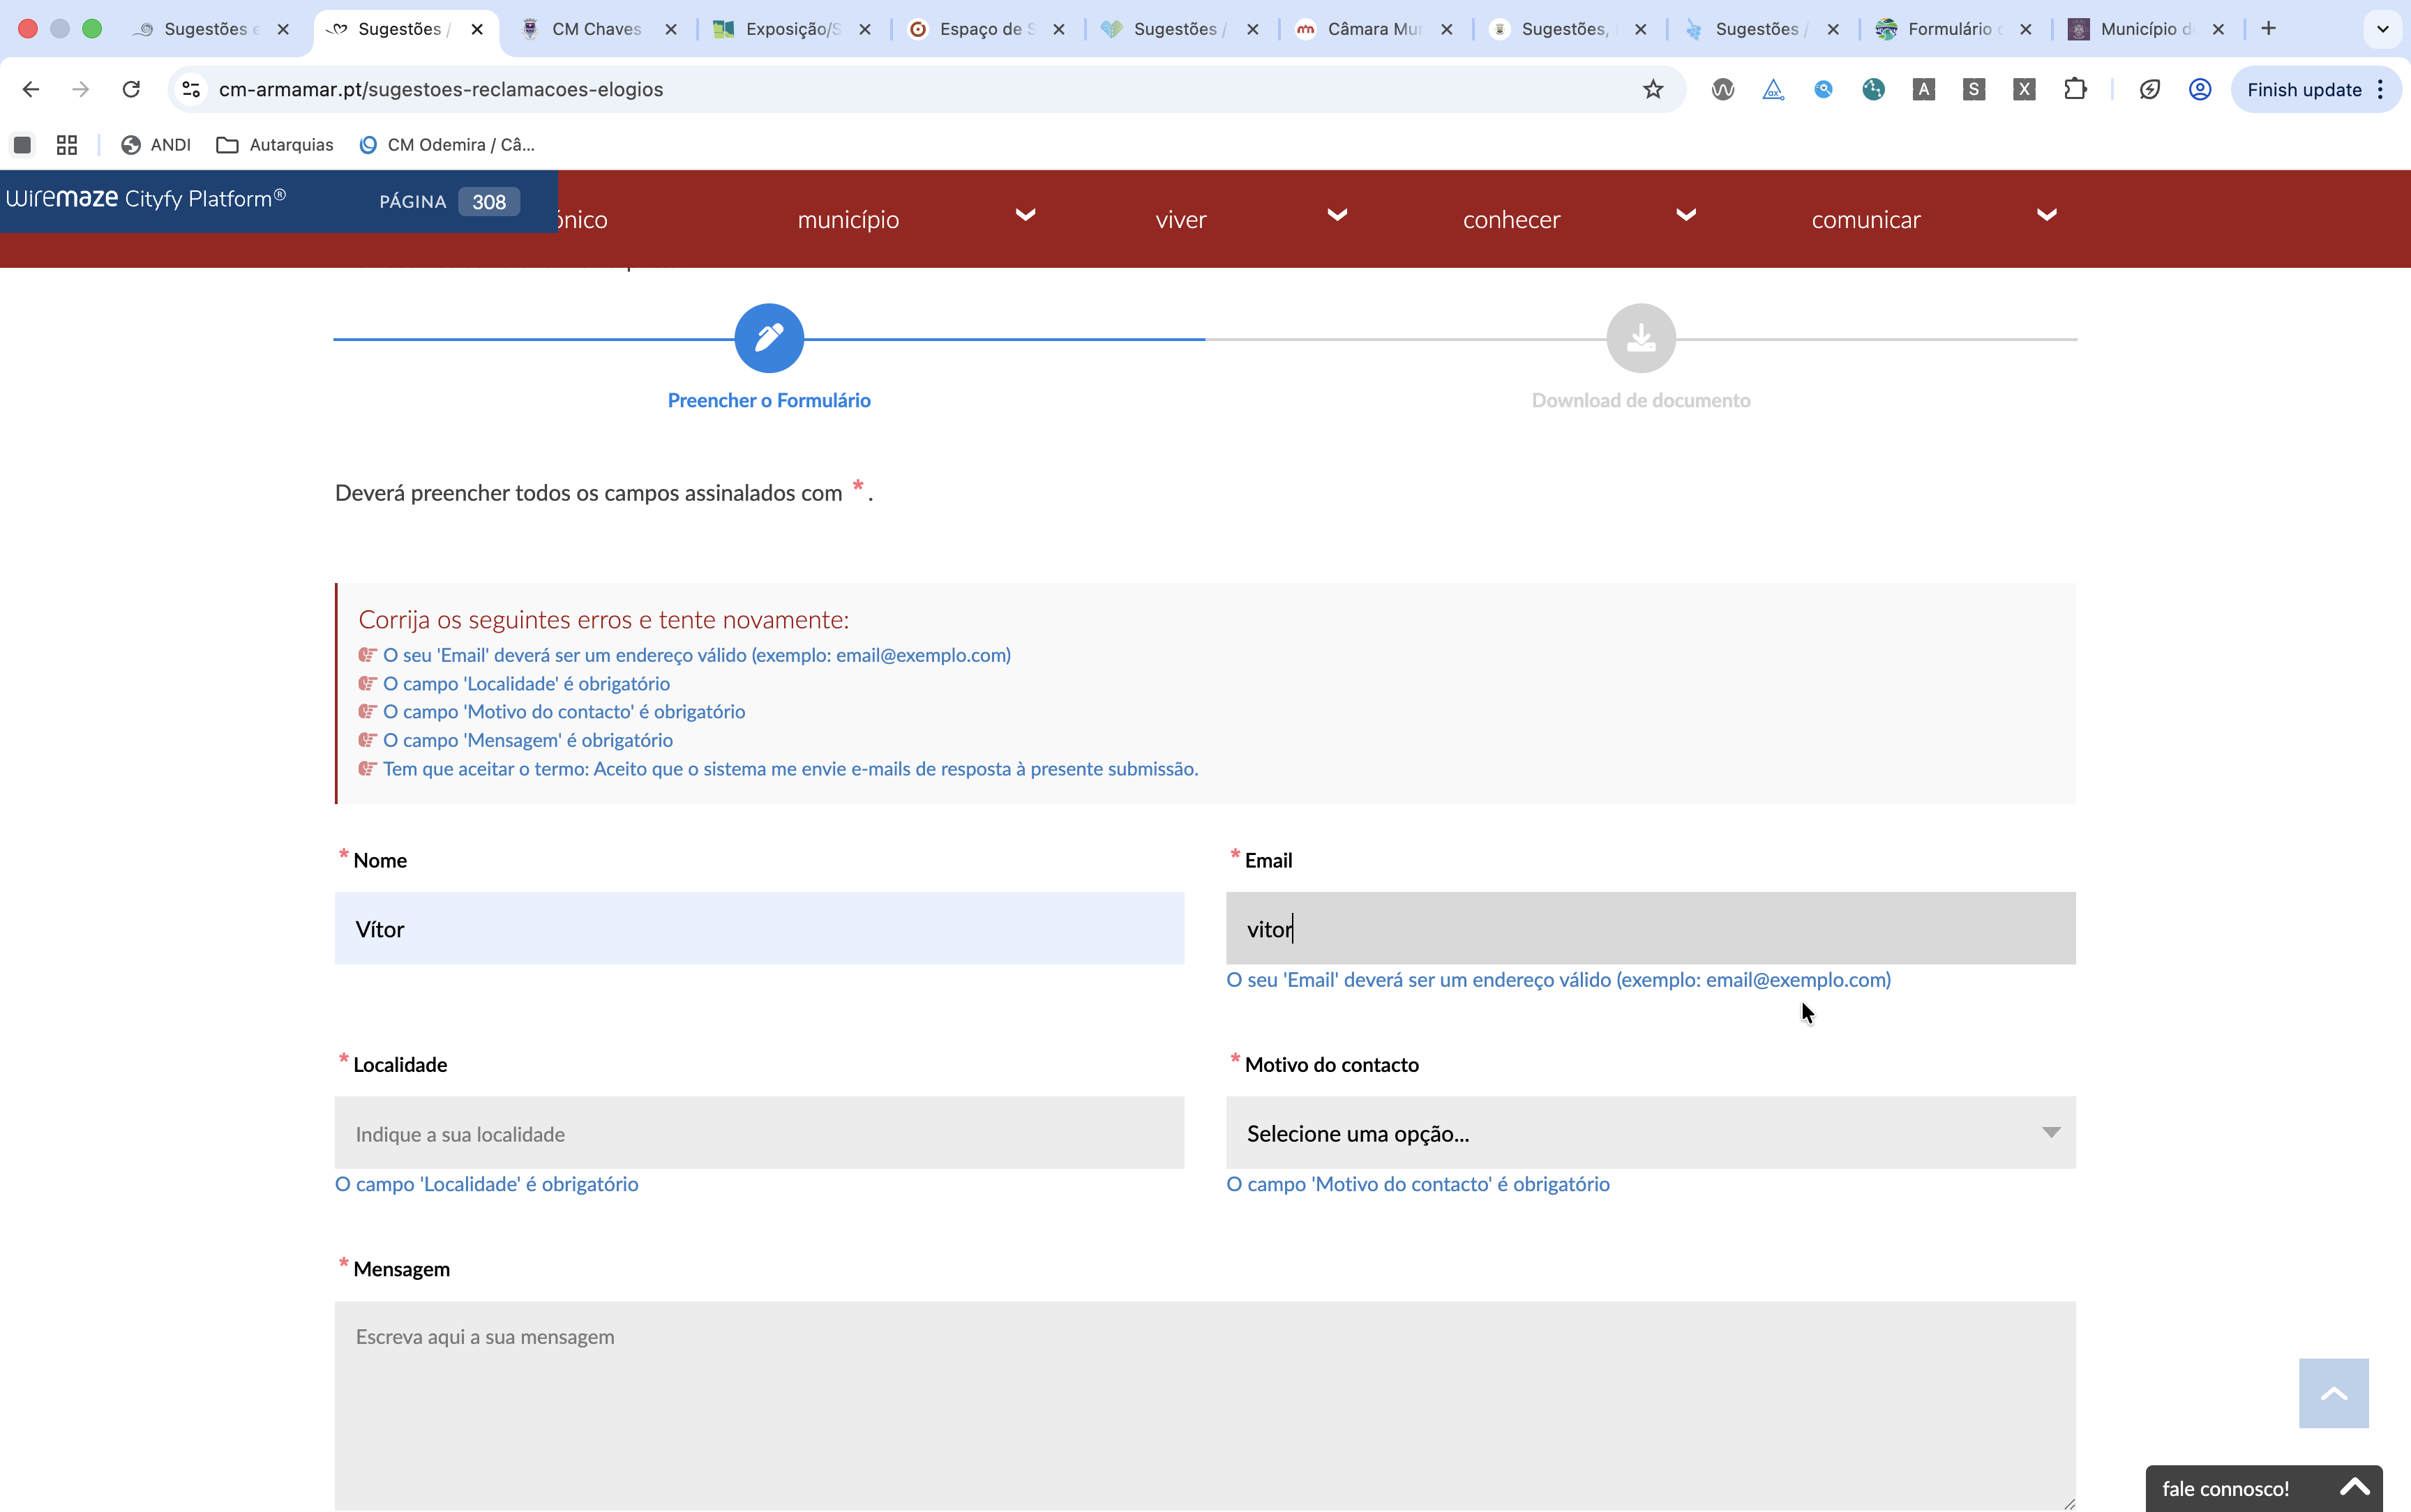 Sugestões e
Sugestões /
CM Chaves
Exposição/S
Espaço de S
Sugestões /
Câmara Mun
Sugestões,
Sugestões /
Formulário
Município d
cm-armamar.pt/sugestoes-reclamacoes-elogios
Finish update
ANDI
Autarquias
CM Odemira / Câ...
wiremaze Cityfy Platform®
PÁGINA 308
ónico
município
viver
conhecer
comunicar
Preencher o Formulário
Download de documento
Deverá preencher todos os campos assinalados com * .
Corrija os seguintes erros e tente novamente:
O seu 'Email' deverá ser um endereço válido (exemplo: email@exemplo.com)
O campo 'Localidade' é obrigatório
O campo 'Motivo do contacto' é obrigatório
O campo 'Mensagem' é obrigatório
Tem que aceitar o termo: Aceito que o sistema me envie e-mails de resposta à presente submissão.
* Nome
* Email
Vítor
vitor
O seu 'Email' deverá ser um endereço válido (exemplo: email@exemplo.com)
* Localidade
* Motivo do contacto
Indique a sua localidade
Selecione uma opção...
O campo 'Localidade' é obrigatório
O campo 'Motivo do contacto' é obrigatório
* Mensagem
Escreva aqui a sua mensagem
fale connosco!